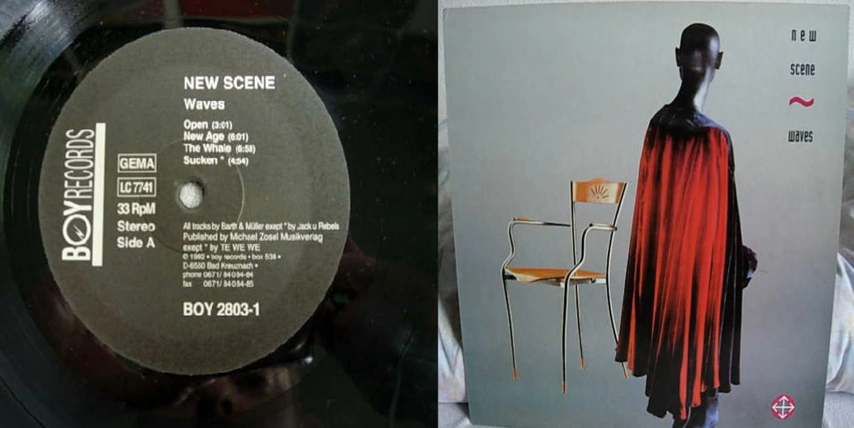 NEW SCENE
Waves
Open (3:01)
New Age (6:01)
The Whale (6:58)
Sucken * (4:54)
BOY RECORDS
GEMA
LC 7741
33 RpM
Stereo
Side A
All tracks by Barth & Müller exept * by Jack u Rebels
Published by Michael Zosel Musikverlag
exept * by TE WE WE
© 1992 • boy records • box 536 •
D-6550 Bad Kreuznach •
phone 0671/ 84084-84
fax 0671/ 84084-85
BOY 2803-1
new
scene
waves